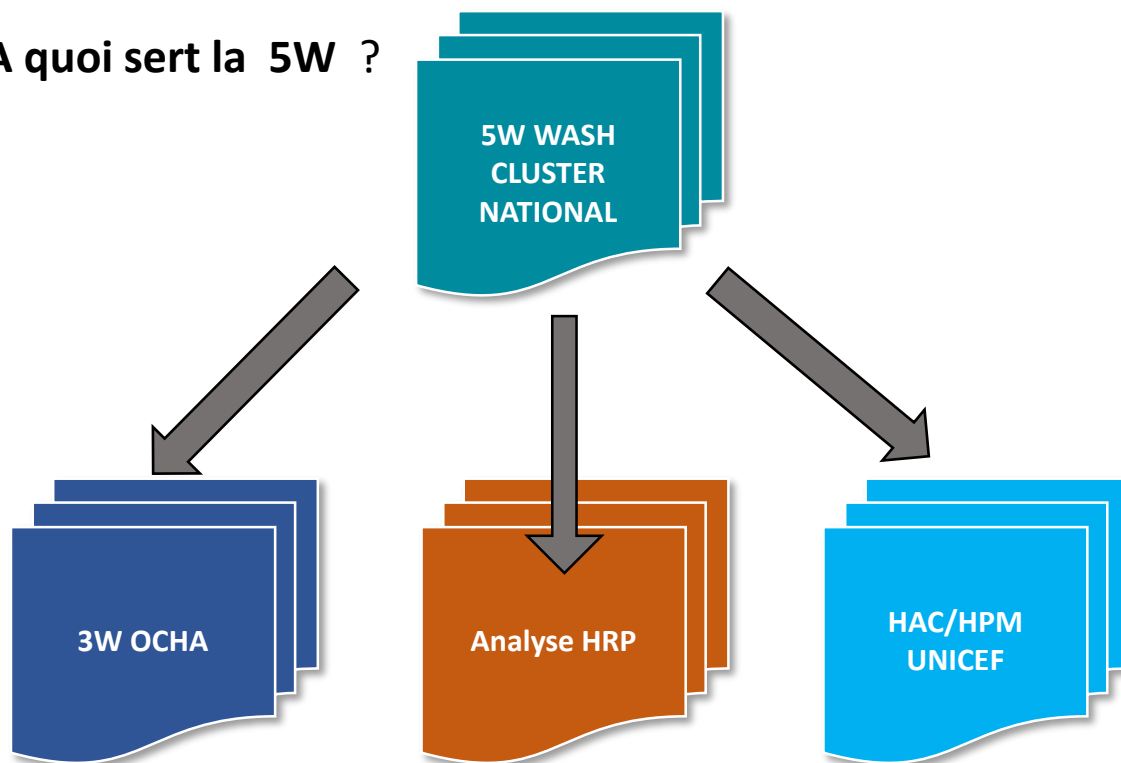 A quoi sert la 5W ?
5W WASH
CLUSTER
NATIONAL
3W OCHA
Analyse HRP
HAC/HPM
UNICEF